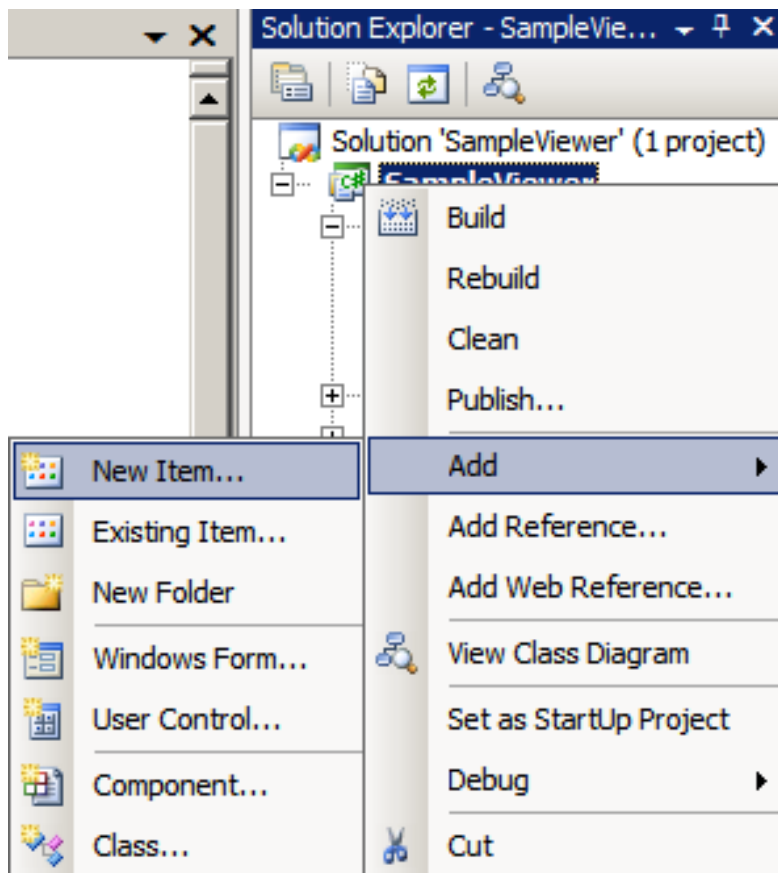 Solution Explorer - SampleVie...
Solution 'SampleViewer' (1 project)
C# SampleViewer
Build
Rebuild
Clean
Publish...
Add
Add Reference...
Add Web Reference...
View Class Diagram
Set as StartUp Project
Debug
Cut
New Item...
Existing Item...
New Folder
Windows Form...
User Control...
Component...
Class...